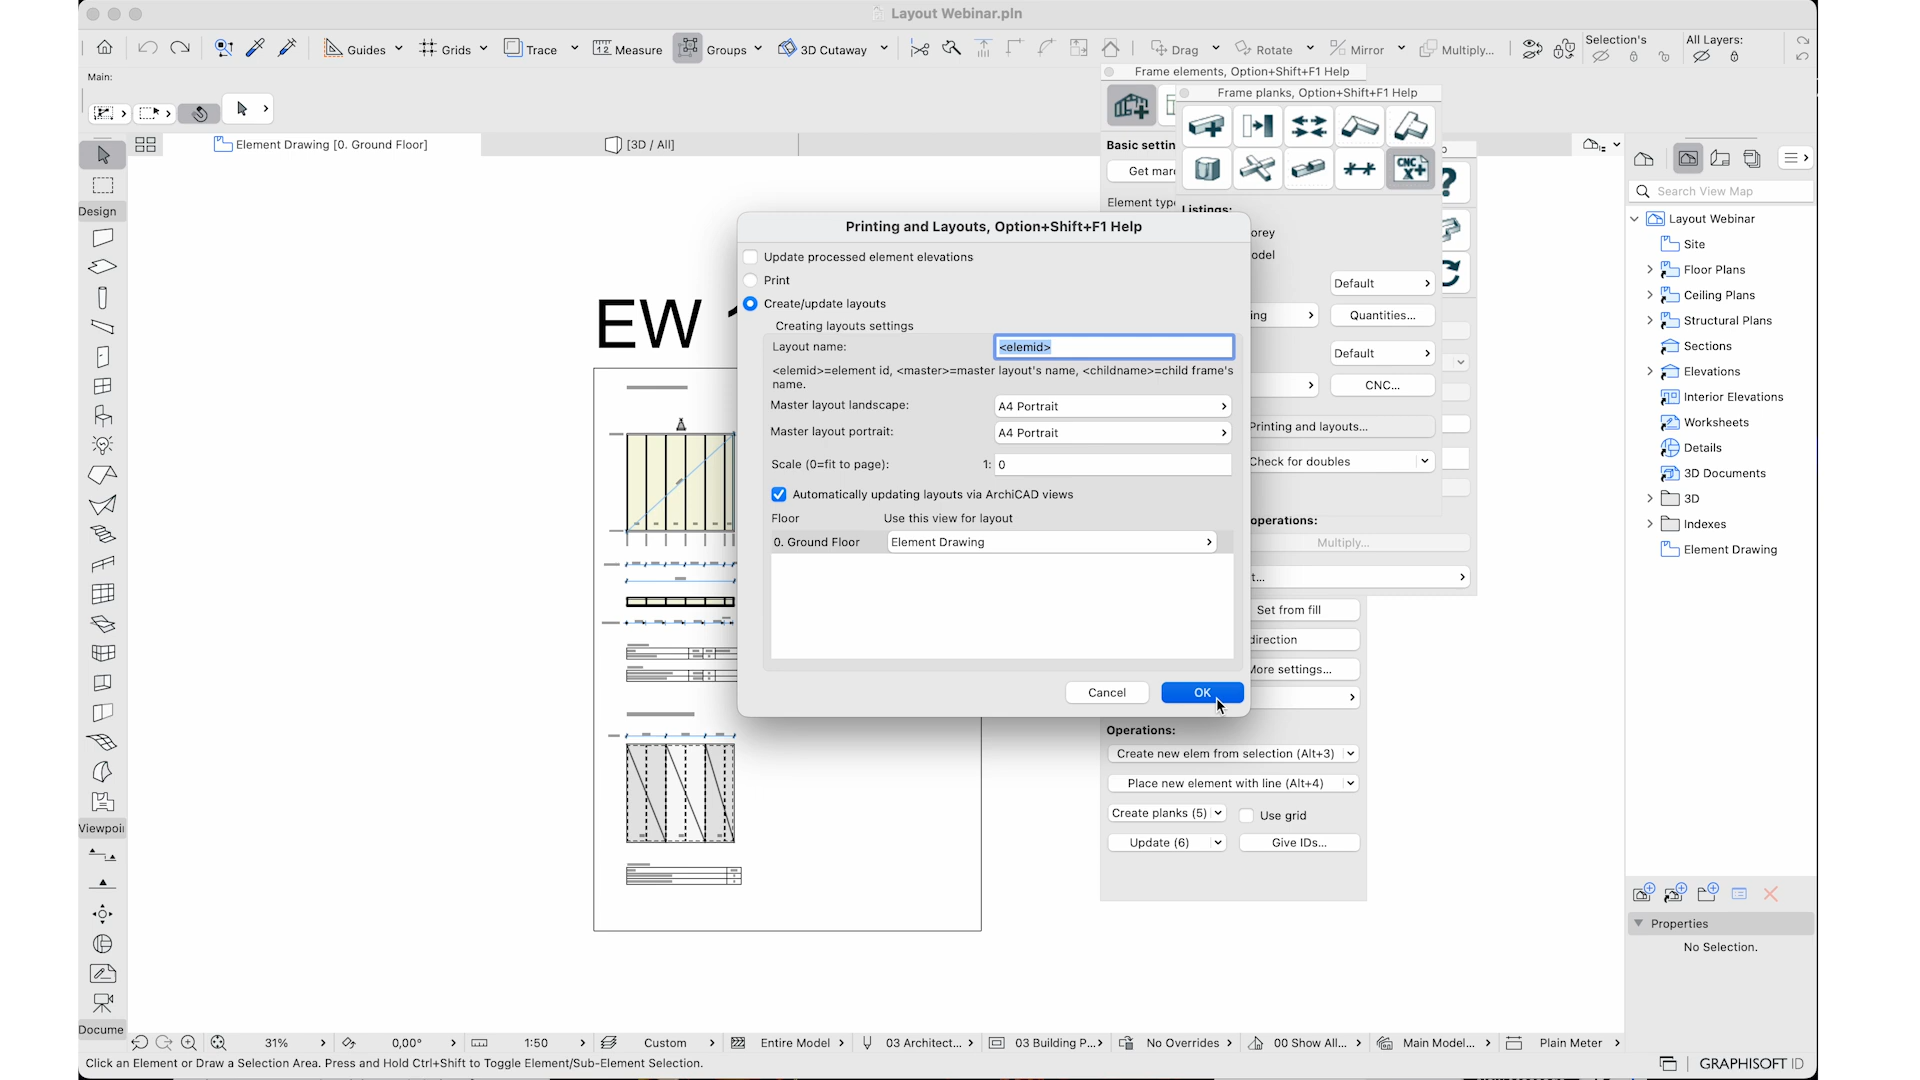 Layout Webinar.pln
Guides
Grids
Trace
Measure
Groups
3D Cutaway
Drag
Rotate
Mirror
Multiply...
Selection's
All Layers:
Main:
Element Drawing [0. Ground Floor]
[3D / All]
Frame elements, Option+Shift+F1 Help
Frame planks, Option+Shift+F1 Help
CNC
Basic settin
Get mar
Element type
Listings:
orey
odel
Default
ing
Quantities...
Default
CNC...
Printing and layouts...
Check for doubles
operations:
Multiply...
t...
Set from fill
direction
More settings...
Operations:
Create new elem from selection (Alt+3)
Place new element with line (Alt+4)
Create planks (5)
Use grid
Update (6)
Give IDs...
Printing and Layouts, Option+Shift+F1 Help
Update processed element elevations
Print
Create/update layouts
Creating layouts settings
Layout name:
<elemid>
<elemid>=element id, <master>=master layout's name, <childname>=child frame's
name.
Master layout landscape:
A4 Portrait
Master layout portrait:
A4 Portrait
Scale (0=fit to page):
1: 0
Automatically updating layouts via ArchiCAD views
Floor
Use this view for layout
0. Ground Floor
Element Drawing
Cancel
OK
EW
Design
Viewpoi
Docume
Search View Map
Layout Webinar
Site
Floor Plans
Ceiling Plans
Structural Plans
Sections
Elevations
Interior Elevations
Worksheets
Details
3D Documents
3D
Indexes
Element Drawing
Properties
No Selection.
31%
0,00°
1:50
Custom
Entire Model
03 Architect...
03 Building P...
No Overrides
00 Show All...
Main Model...
Plain Meter
Click an Element or Draw a Selection Area. Press and Hold Ctrl+Shift to Toggle Element/Sub-Element Selection.
GRAPHISOFT ID